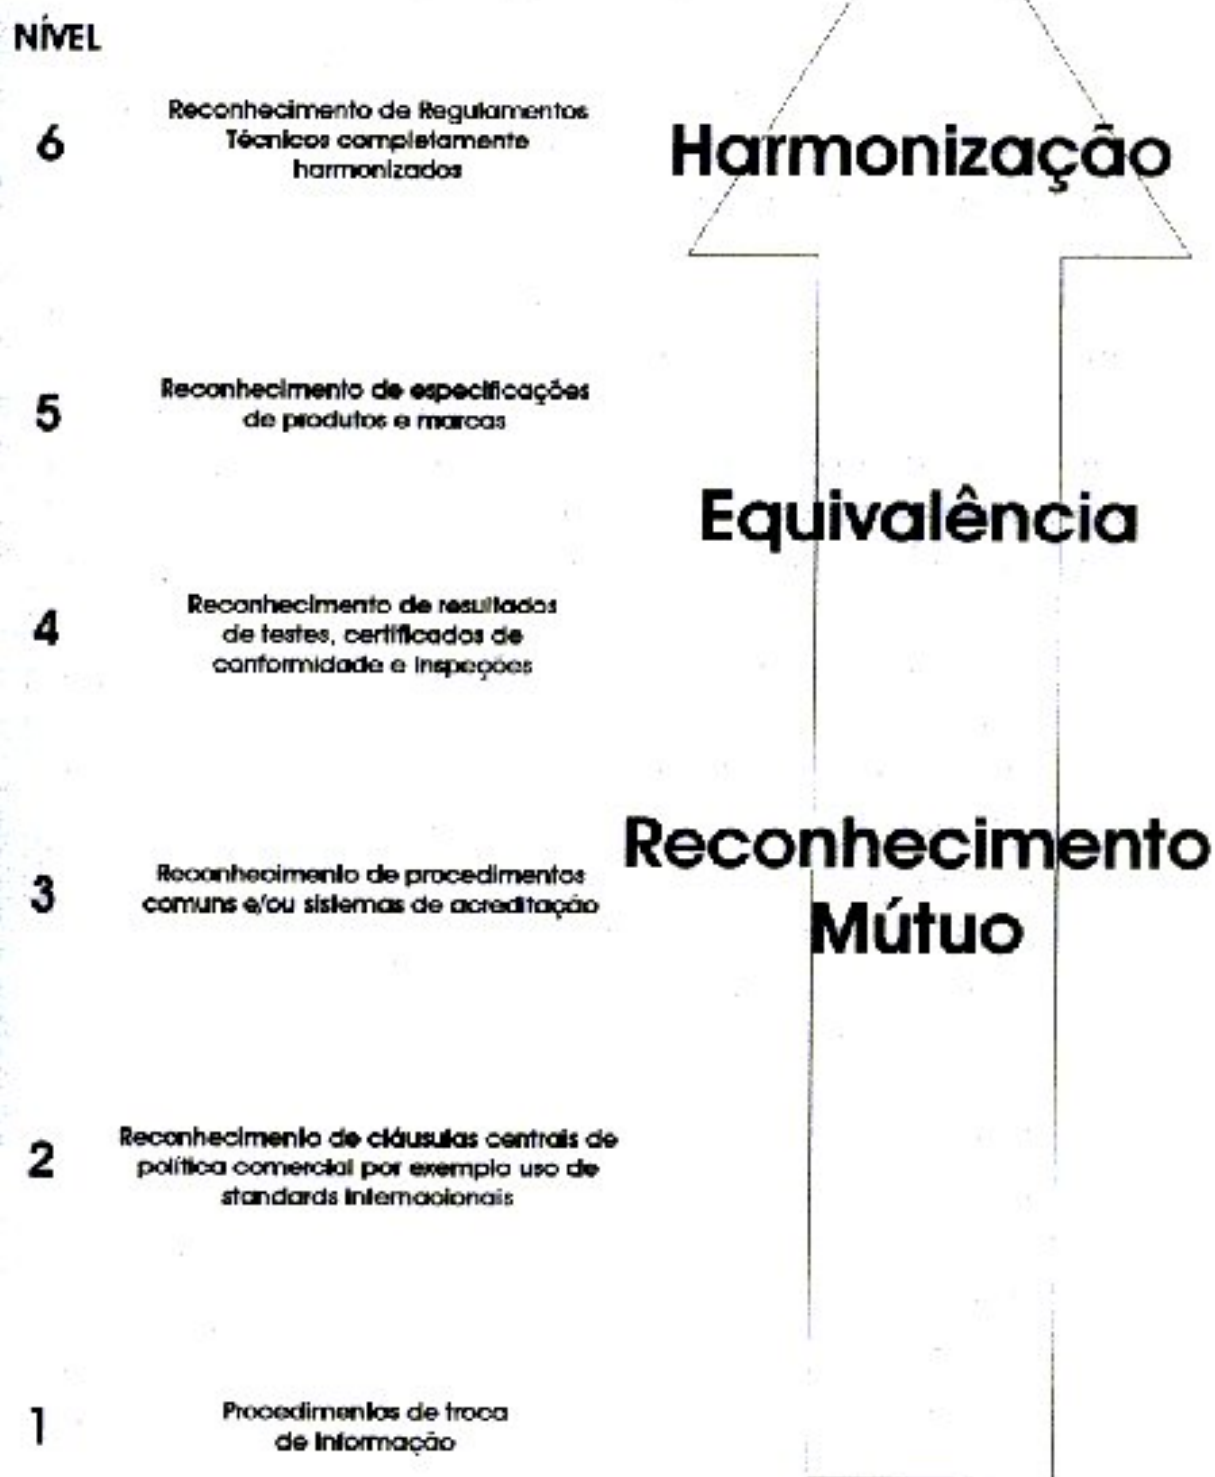 NÍVEL
6
Reconhecimento de Regulamentos
Técnicos completamente
harmonizados
Harmonização
5
Reconhecimento de especificações
de produtos e marcas
Equivalência
4
Reconhecimento de resultados
de testes, certificados de
conformidade e inspeções
Reconhecimento
Mútuo
3
Reconhecimento de procedimentos
comuns e/ou sistemas de acreditação
2
Reconhecimento de cláusulas centrais de
política comercial por exemplo uso de
standards internacionais
1
Procedimentos de troca
de informação